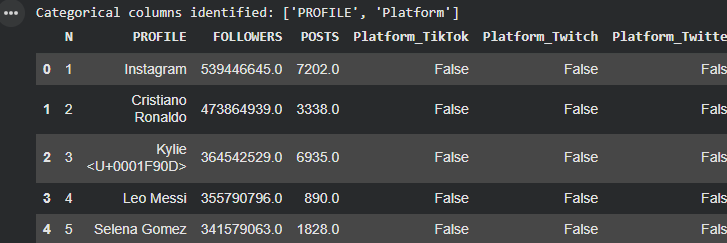 Categorical columns identified: ['PROFILE', 'Platform']
N PROFILE FOLLOWERS POSTS Platform_TikTok Platform_Twitch Platform_Twitte
0 1 Instagram 539446645.0 7202.0 False False Fals
1 2 Cristiano Ronaldo 473864939.0 3338.0 False False Fals
2 3 Kylie <U+0001F90D> 364542529.0 6935.0 False False Fals
3 4 Leo Messi 355790796.0 890.0 False False Fals
4 5 Selena Gomez 341579063.0 1828.0 False False Fals